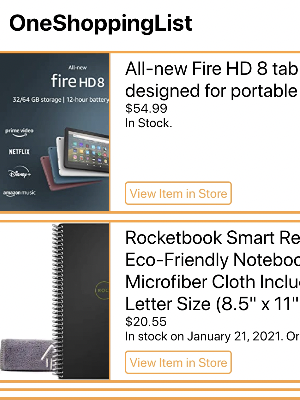 OneShoppingList
All-new
fire HD 8
32/64 GB storage | 12-hour battery
prime video
NETFLIX
Disney+
amazon music
All-new Fire HD 8 tab
designed for portable
$54.99
In Stock.
View Item in Store
Rocketbook Smart Re
Eco-Friendly Noteboo
Microfiber Cloth Inclu
Letter Size (8.5" x 11"
$20.55
In stock on January 21, 2021. Or
View Item in Store